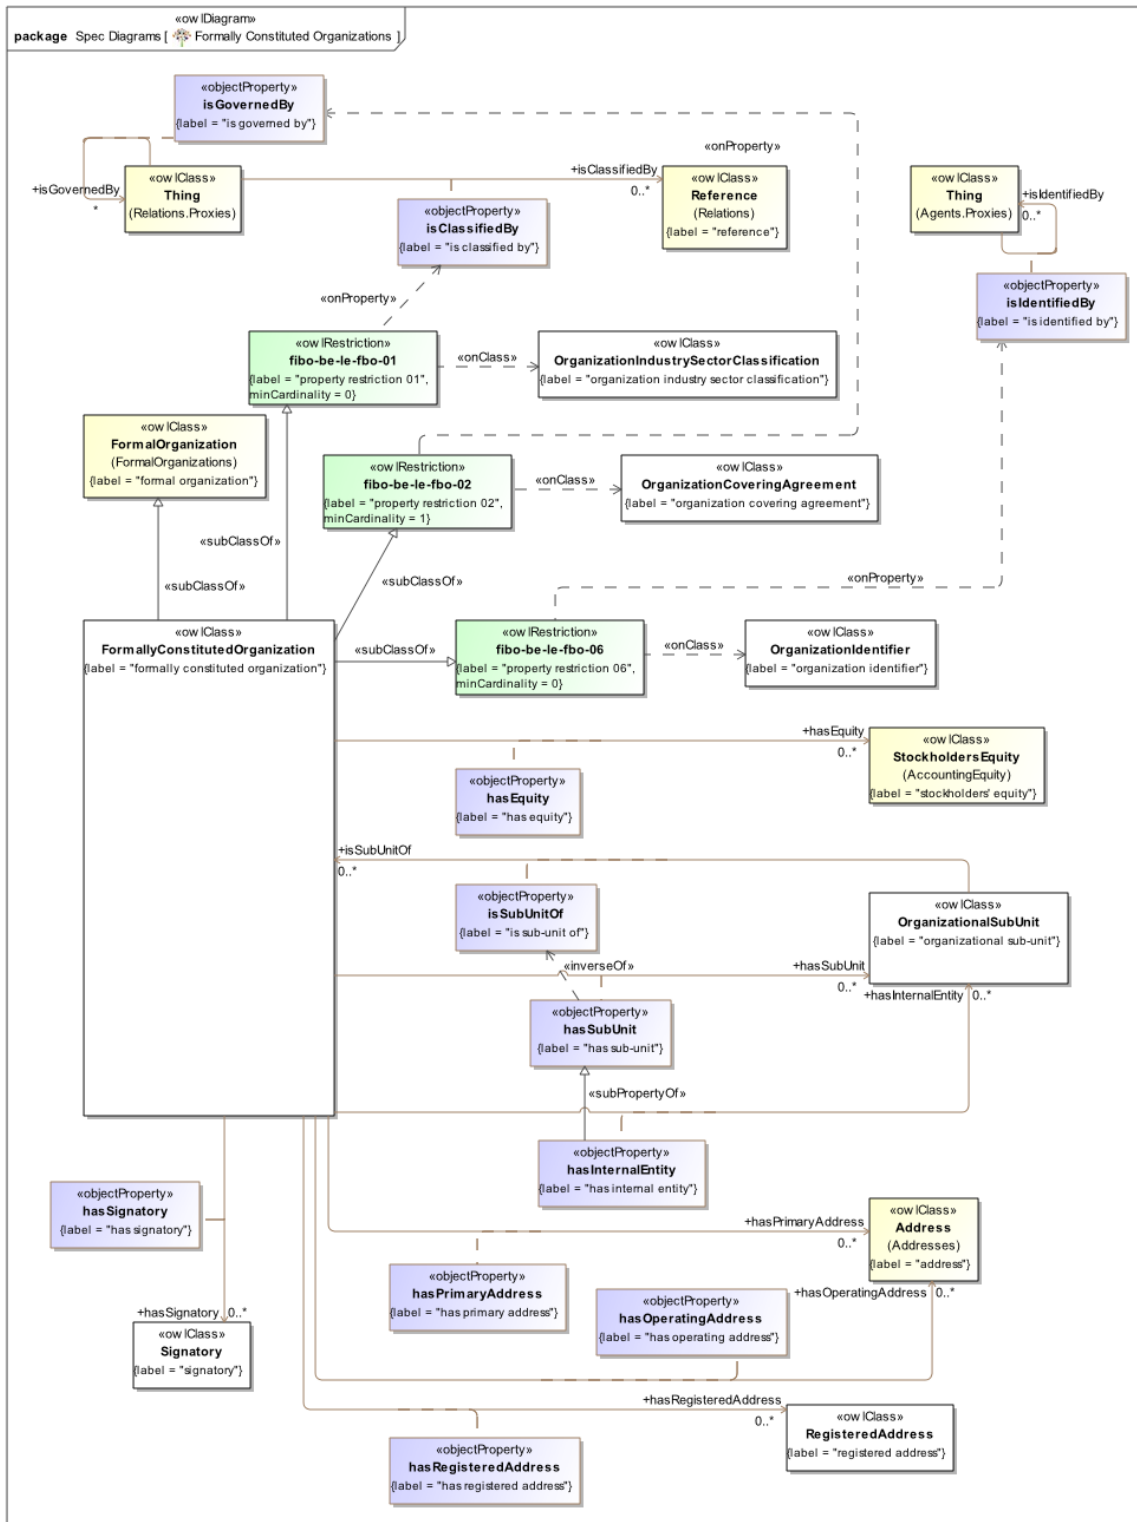 «owlDiagram»
package Spec Diagrams [ Formally Constituted Organizations ]
«objectProperty»
isGovernedBy
{label = "is governed by"}
«onProperty»
+isGovernedBy
*
«owlClass»
Thing
(Relations.Proxies)
+isClassifiedBy
0..*
«owlClass»
Reference
(Relations)
{label = "reference"}
«owlClass»
Thing
(Agents.Proxies)
+isIdentifiedBy
0..*
«objectProperty»
isClassifiedBy
{label = "is classified by"}
«objectProperty»
isIdentifiedBy
{label = "is identified by"}
«onProperty»
«owlRestriction»
fibo-be-le-fbo-01
{label = "property restriction 01",
minCardinality = 0}
«onClass»
«owlClass»
OrganizationIndustrySectorClassification
{label = "organization industry sector classification"}
«owlClass»
FormalOrganization
(FormalOrganizations)
{label = "formal organization"}
«owlRestriction»
fibo-be-le-fbo-02
{label = "property restriction 02",
minCardinality = 1}
«onClass»
«owlClass»
OrganizationCoveringAgreement
{label = "organization covering agreement"}
«subClassOf»
«subClassOf»
«subClassOf»
«onProperty»
«owlClass»
FormallyConstitutedOrganization
{label = "formally constituted organization"}
«subClassOf»
«owlRestriction»
fibo-be-le-fbo-06
{label = "property restriction 06",
minCardinality = 0}
«onClass»
«owlClass»
OrganizationIdentifier
{label = "organization identifier"}
+hasEquity
0..*
«owlClass»
StockholdersEquity
(AccountingEquity)
{label = "stockholders' equity"}
«objectProperty»
hasEquity
{label = "has equity"}
+isSubUnitOf
0..*
«objectProperty»
isSubUnitOf
{label = "is sub-unit of"}
«owlClass»
OrganizationalSubUnit
{label = "organizational sub-unit"}
«inverseOf»
+hasSubUnit
0..*
+hasInternalEntity
0..*
«objectProperty»
hasSubUnit
{label = "has sub-unit"}
«subPropertyOf»
«objectProperty»
hasInternalEntity
{label = "has internal entity"}
«objectProperty»
hasSignatory
{label = "has signatory"}
+hasPrimaryAddress
0..*
«owlClass»
Address
(Addresses)
{label = "address"}
«objectProperty»
hasPrimaryAddress
{label = "has primary address"}
«objectProperty»
hasOperatingAddress
{label = "has operating address"}
+hasOperatingAddress
0..*
+hasSignatory
0..*
«owlClass»
Signatory
{label = "signatory"}
+hasRegisteredAddress
0..*
«owlClass»
RegisteredAddress
{label = "registered address"}
«objectProperty»
hasRegisteredAddress
{label = "has registered address"}